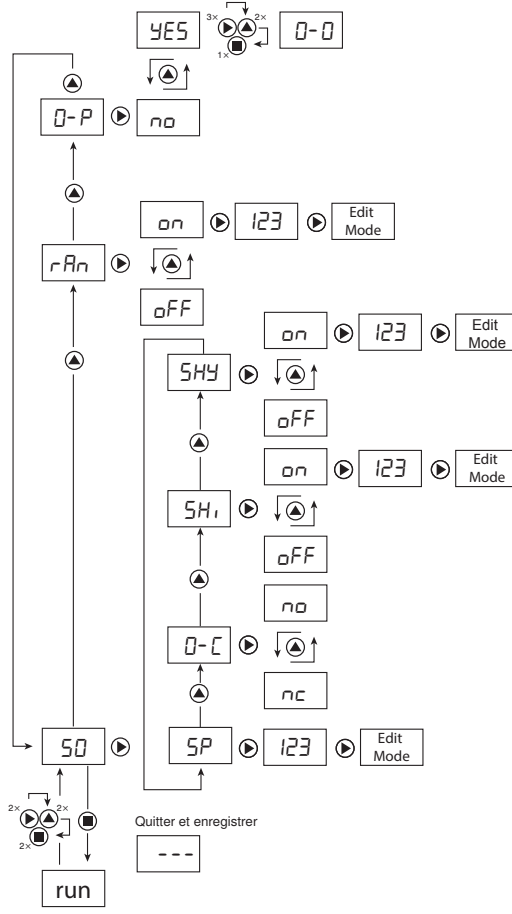 YES 3× 2× 1× 0-0
0-P no
on 123 Edit Mode
rAn
oFF
on 123 Edit Mode
SHY
oFF
on 123 Edit Mode
SHi
oFF
no
0-C
nc
SO SP 123 Edit Mode
2× 2× 2×
Quitter et enregistrer
---
run